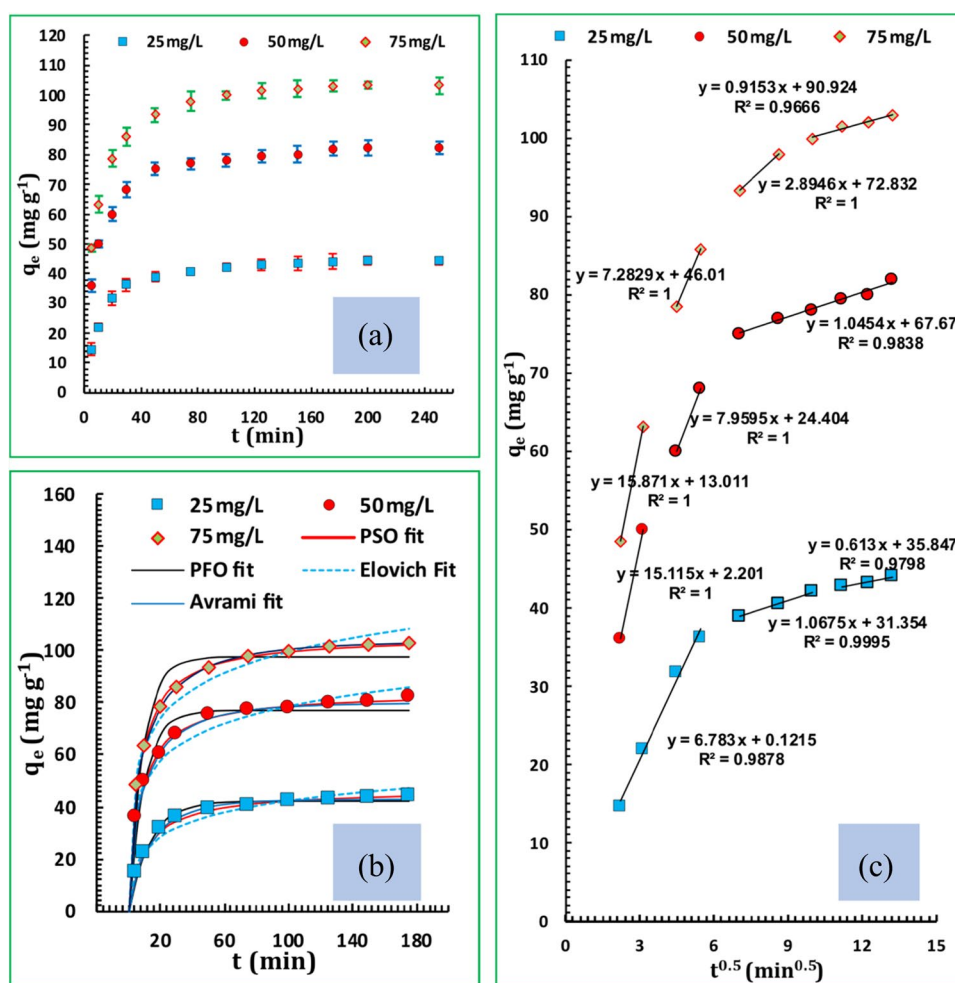 25 mg/L 50 mg/L 75 mg/L
120
110
100
90
80
70
60
50
40
30
20
10
0
qe (mg g-1)
0 40 80 120 160 200 240
t (min)
(a)
160
140
120
100
80
60
40
20
0
qe (mg g-1)
25 mg/L 50 mg/L
75 mg/L PSO fit
PFO fit Elovich Fit
Avrami fit
20 60 100 140 180
t (min)
(b)
25 mg/L 50 mg/L 75 mg/L
110
100
90
80
70
60
50
40
30
20
10
0
qe (mg g-1)
y = 0.9153x + 90.924
R² = 0.9666
y = 2.8946x + 72.832
R² = 1
y = 7.2829x + 46.01
R² = 1
y = 1.0454x + 67.67
R² = 0.9838
y = 7.9595x + 24.404
R² = 1
y = 15.871x + 13.011
R² = 1
y = 15.115x + 2.201
R² = 1
y = 0.613x + 35.847
R² = 0.9798
y = 1.0675x + 31.354
R² = 0.9995
y = 6.783x + 0.1215
R² = 0.9878
0 3 6 9 12 15
t0.5 (min0.5)
(c)